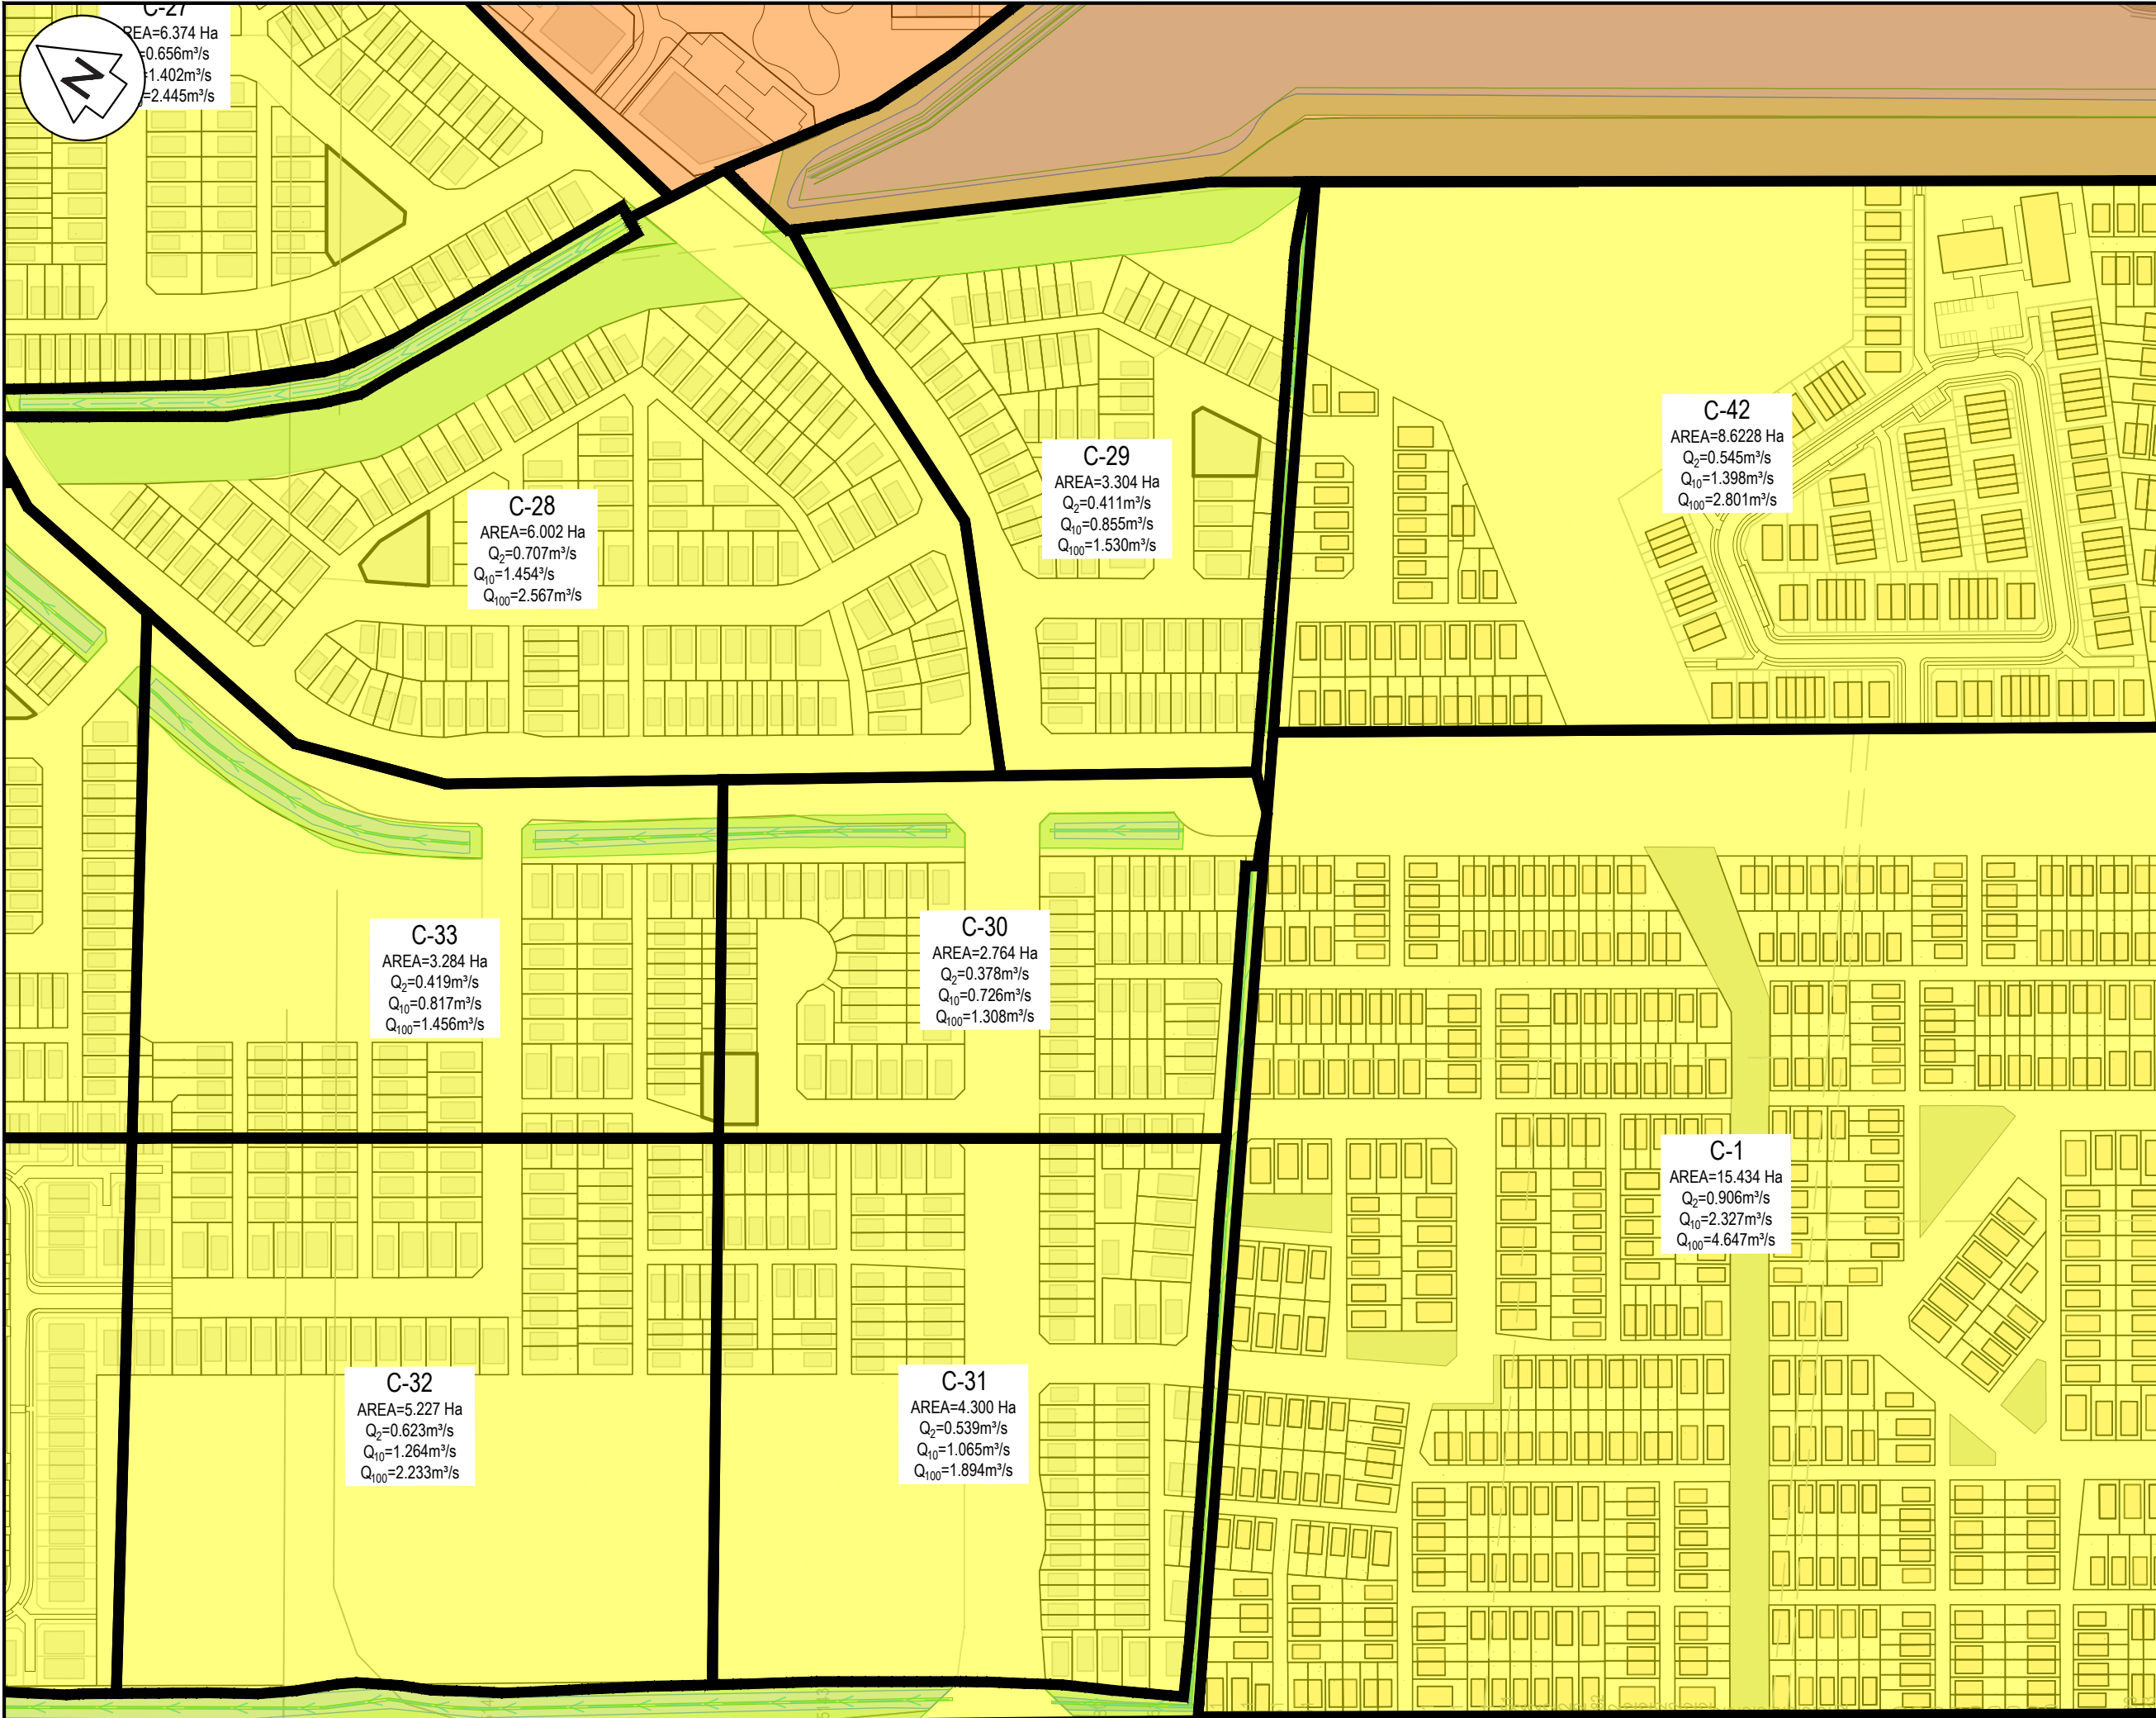 C-27
REA=6.374 Ha
=0.656m³/s
=1.402m³/s
=2.445m³/s
N
C-42
AREA=8.6228 Ha
Q₂=0.545m³/s
Q₁₀=1.398m³/s
Q₁₀₀=2.801m³/s
C-29
AREA=3.304 Ha
Q₂=0.411m³/s
Q₁₀=0.855m³/s
Q₁₀₀=1.530m³/s
C-28
AREA=6.002 Ha
Q₂=0.707m³/s
Q₁₀=1.454³/s
Q₁₀₀=2.567m³/s
C-33
AREA=3.284 Ha
Q₂=0.419m³/s
Q₁₀=0.817m³/s
Q₁₀₀=1.456m³/s
C-30
AREA=2.764 Ha
Q₂=0.378m³/s
Q₁₀=0.726m³/s
Q₁₀₀=1.308m³/s
C-1
AREA=15.434 Ha
Q₂=0.906m³/s
Q₁₀=2.327m³/s
Q₁₀₀=4.647m³/s
C-32
AREA=5.227 Ha
Q₂=0.623m³/s
Q₁₀=1.264m³/s
Q₁₀₀=2.233m³/s
C-31
AREA=4.300 Ha
Q₂=0.539m³/s
Q₁₀=1.065m³/s
Q₁₀₀=1.894m³/s